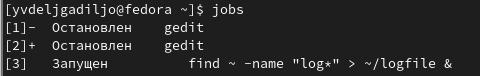 [yvdeljgadiljo@fedora ~]$ jobs
[1]-  Остановлен    gedit
[2]+  Остановлен    gedit
[3]   Запущен          find ~ -name "log*" > ~/logfile &